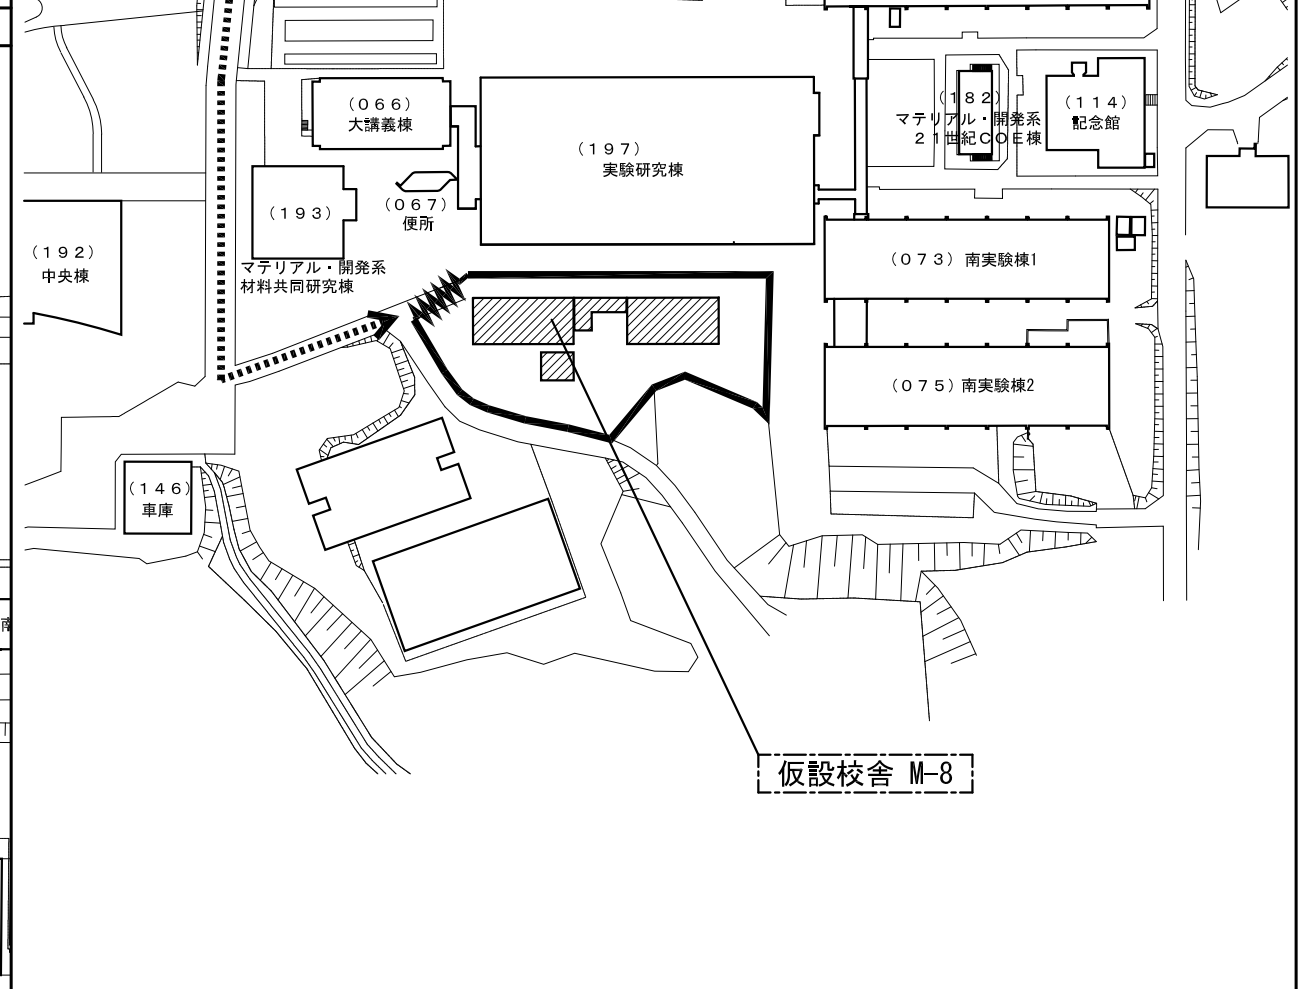 （０６６）
大講義棟
（１９７）
実験研究棟
（１８２）
マテリアル・開発系
２１世紀ＣＯＥ棟
（１１４）
記念館
（１９３）
マテリアル・開発系
材料共同研究棟
（０６７）
便所
（１９２）
中央棟
（０７３）南実験棟1
（０７５）南実験棟2
（１４６）
車庫
南
仮設校舎 M-8